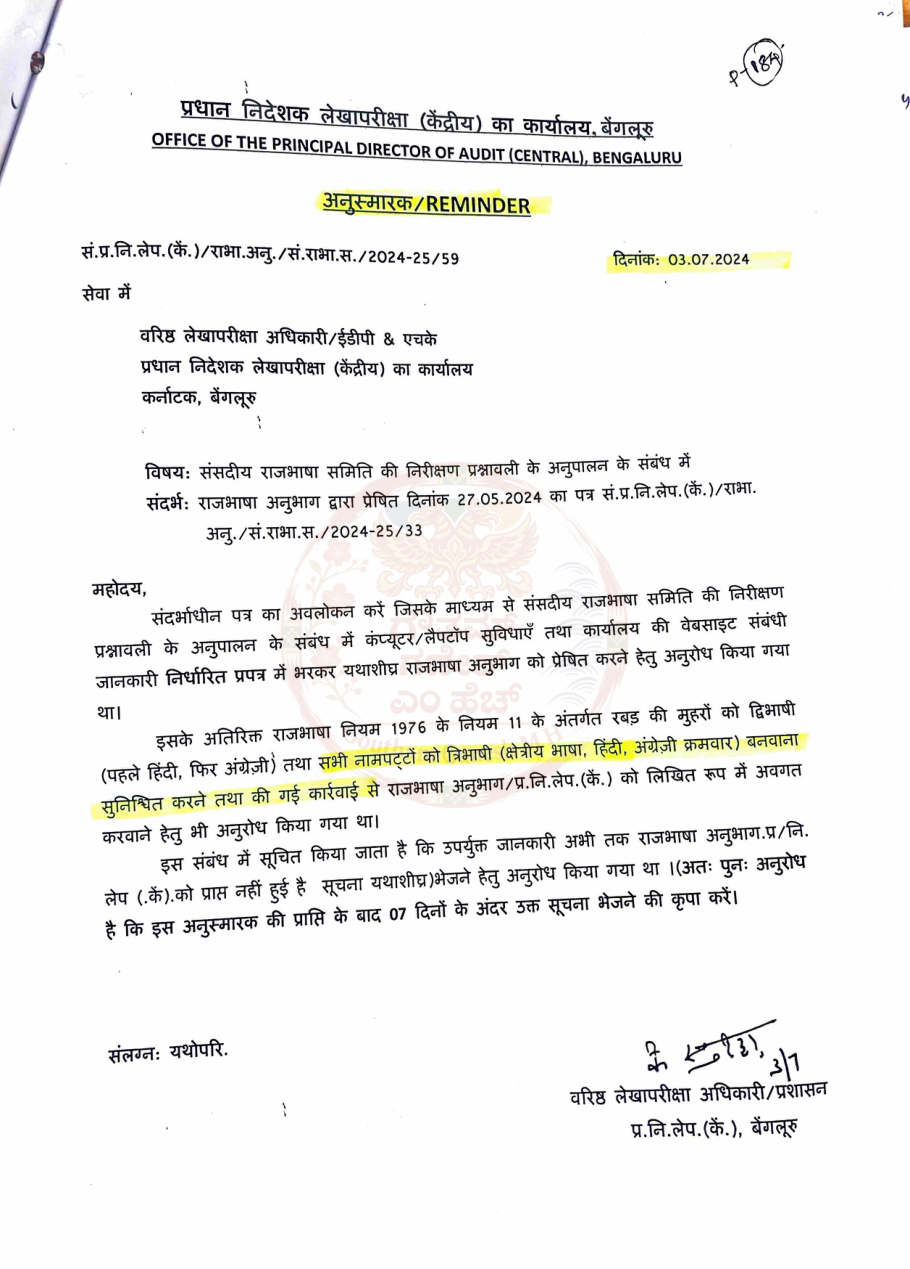 प्रधान निदेशक लेखापरीक्षा (केंद्रीय) का कार्यालय, बेंगलूरु
OFFICE OF THE PRINCIPAL DIRECTOR OF AUDIT (CENTRAL), BENGALURU
अनुस्मारक/REMINDER
सं.प्र.नि.लेप.(कें.)/राभा.अनु./सं.राभा.स./2024-25/59
दिनांक: 03.07.2024
सेवा में
वरिष्ठ लेखापरीक्षा अधिकारी/ईडीपी & एचके
प्रधान निदेशक लेखापरीक्षा (केंद्रीय) का कार्यालय
कर्नाटक, बेंगलूरु
विषय: संसदीय राजभाषा समिति की निरीक्षण प्रश्नावली के अनुपालन के संबंध में
संदर्भ: राजभाषा अनुभाग द्वारा प्रेषित दिनांक 27.05.2024 का पत्र सं.प्र.नि.लेप.(कें.)/राभा.
अनु./सं.राभा.स./2024-25/33
महोदय,
संदर्भाधीन पत्र का अवलोकन करें जिसके माध्यम से संसदीय राजभाषा समिति की निरीक्षण
प्रश्नावली के अनुपालन के संबंध में कंप्यूटर/लैपटॉप सुविधाएँ तथा कार्यालय की वेबसाइट संबंधी
जानकारी निर्धारित प्रपत्र में भरकर यथाशीघ्र राजभाषा अनुभाग को प्रेषित करने हेतु अनुरोध किया गया
था।
इसके अतिरिक्त राजभाषा नियम 1976 के नियम 11 के अंतर्गत रबड़ की मुहरों को द्विभाषी
(पहले हिंदी, फिर अंग्रेज़ी) तथा सभी नामपट्टों को त्रिभाषी (क्षेत्रीय भाषा, हिंदी, अंग्रेज़ी क्रमवार) बनवाना
सुनिश्चित करने तथा की गई कार्रवाई से राजभाषा अनुभाग/प्र.नि.लेप.(कें.) को लिखित रूप में अवगत
करवाने हेतु भी अनुरोध किया गया था।
इस संबंध में सूचित किया जाता है कि उपर्युक्त जानकारी अभी तक राजभाषा अनुभाग.प्र/नि.
लेप (.कें).को प्राप्त नहीं हुई है सूचना यथाशीघ्र)भेजने हेतु अनुरोध किया गया था ।(अतः पुनः अनुरोध
है कि इस अनुस्मारक की प्राप्ति के बाद 07 दिनों के अंदर उक्त सूचना भेजने की कृपा करें।
संलग्न: यथोपरि.
3/7
वरिष्ठ लेखापरीक्षा अधिकारी/प्रशासन
प्र.नि.लेप.(कें.), बेंगलूरु